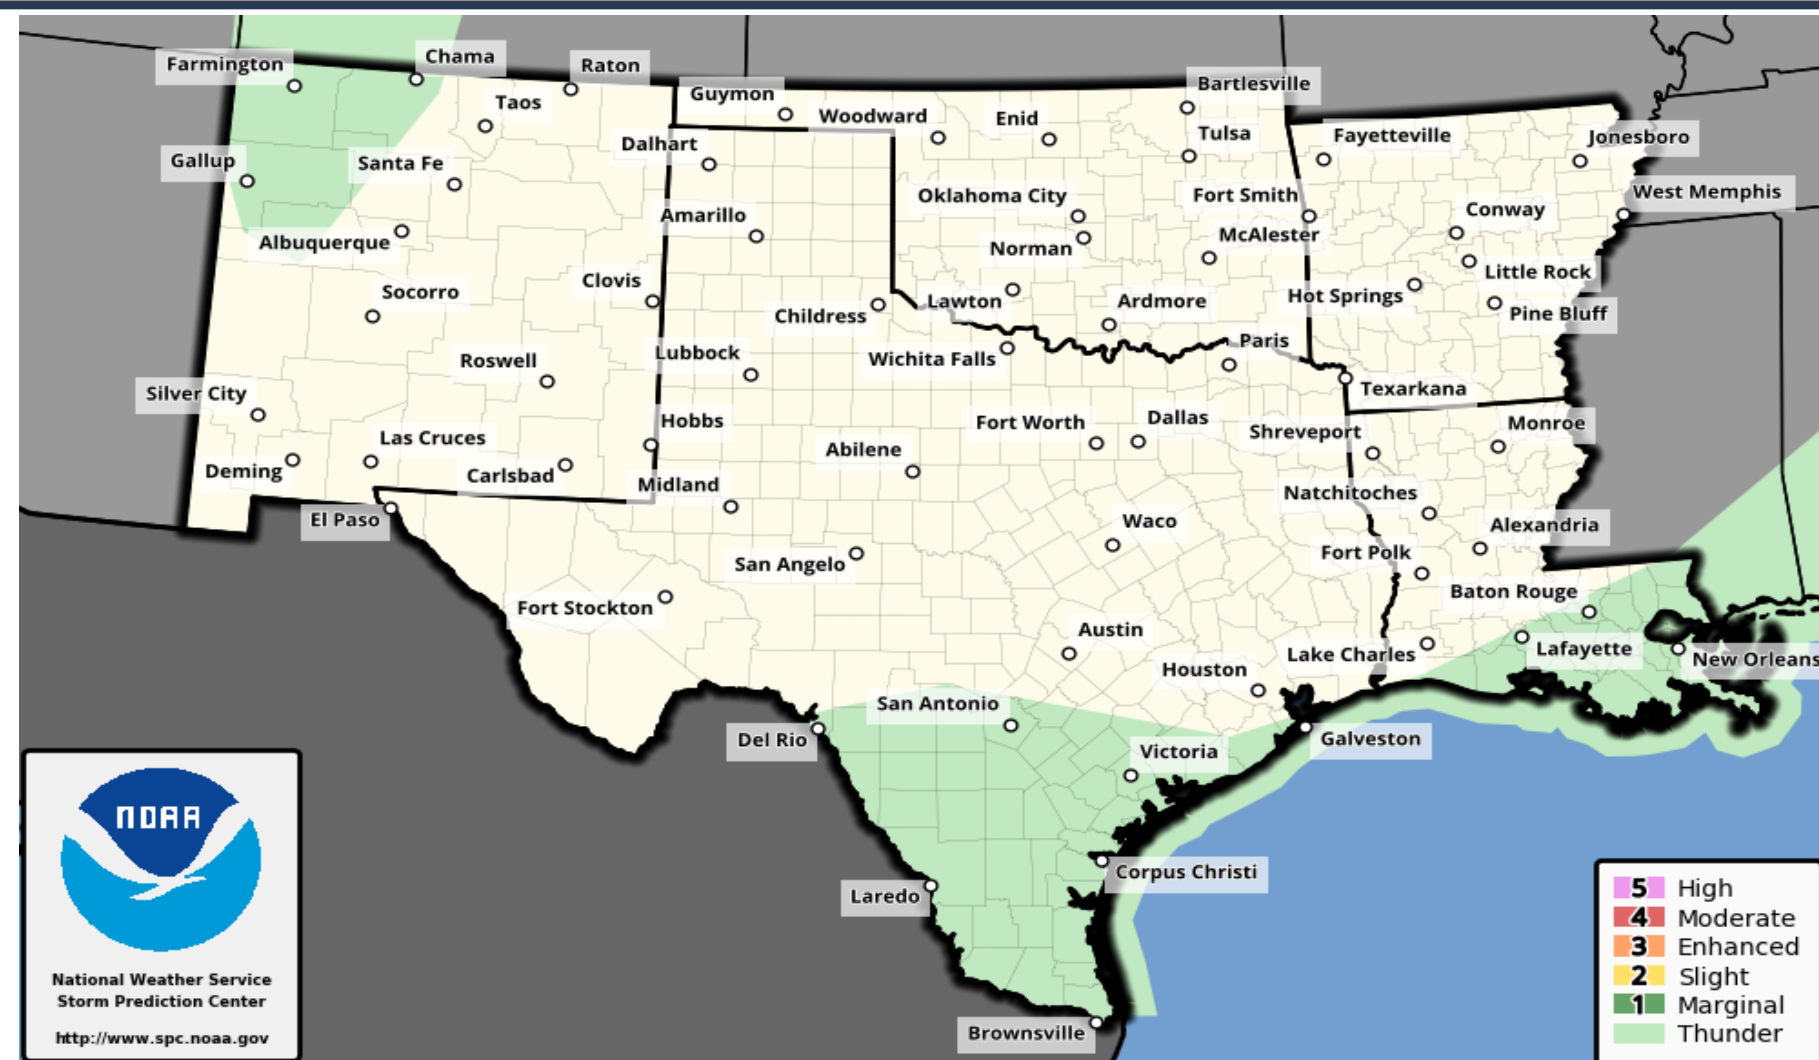 Farmington
Chama
Raton
Taos
Guymon
Woodward
Enid
Bartlesville
Tulsa
Fayetteville
Jonesboro
Dalhart
Gallup
Santa Fe
Oklahoma City
Fort Smith
West Memphis
Conway
Amarillo
Albuquerque
Norman
McAlester
Little Rock
Socorro
Clovis
Childress
Lawton
Ardmore
Hot Springs
Pine Bluff
Roswell
Lubbock
Wichita Falls
Paris
Texarkana
Silver City
Hobbs
Fort Worth
Dallas
Shreveport
Monroe
Las Cruces
Abilene
Deming
Carlsbad
Midland
Natchitoches
El Paso
Waco
Alexandria
San Angelo
Fort Polk
Fort Stockton
Baton Rouge
Austin
Lake Charles
Lafayette
New Orleans
Houston
San Antonio
Del Rio
Victoria
Galveston
Corpus Christi
Laredo
Brownsville
NOAA
National Weather Service
Storm Prediction Center
http://www.spc.noaa.gov
5 High
4 Moderate
3 Enhanced
2 Slight
1 Marginal
Thunder